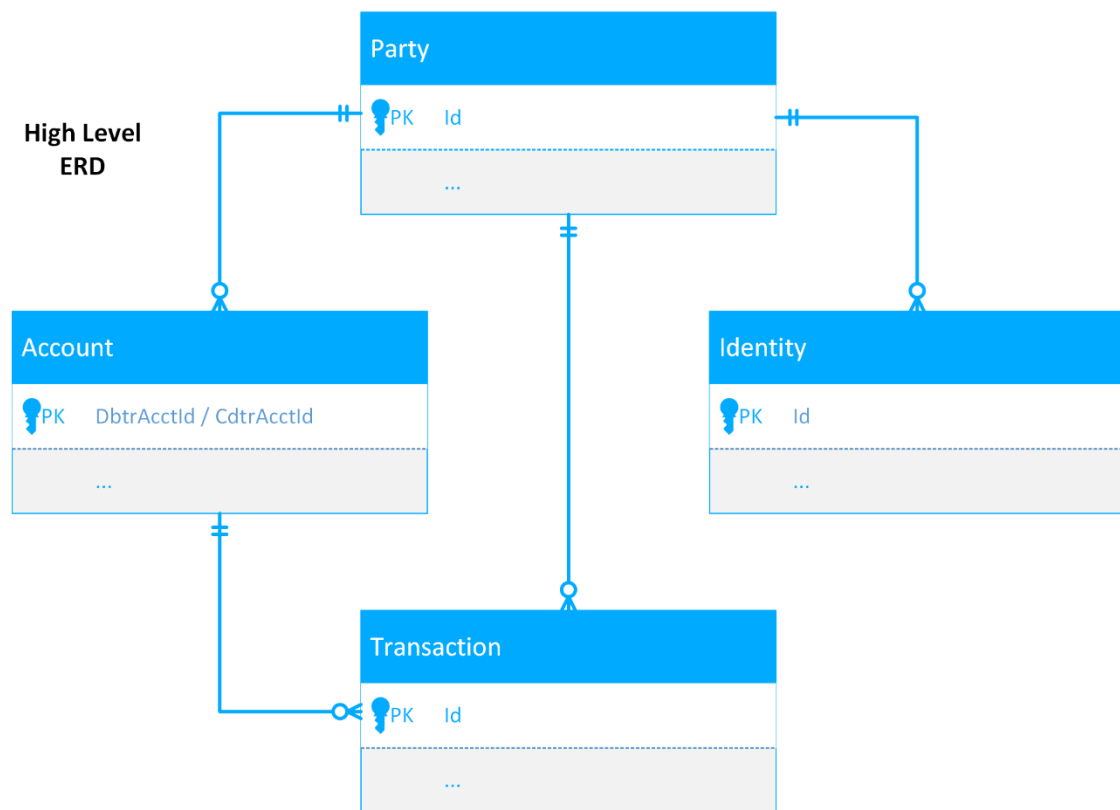 Party
PK Id
...
High Level
ERD
Account
PK DbtrAcctId / CdtrAcctId
...
Identity
PK Id
...
Transaction
PK Id
...